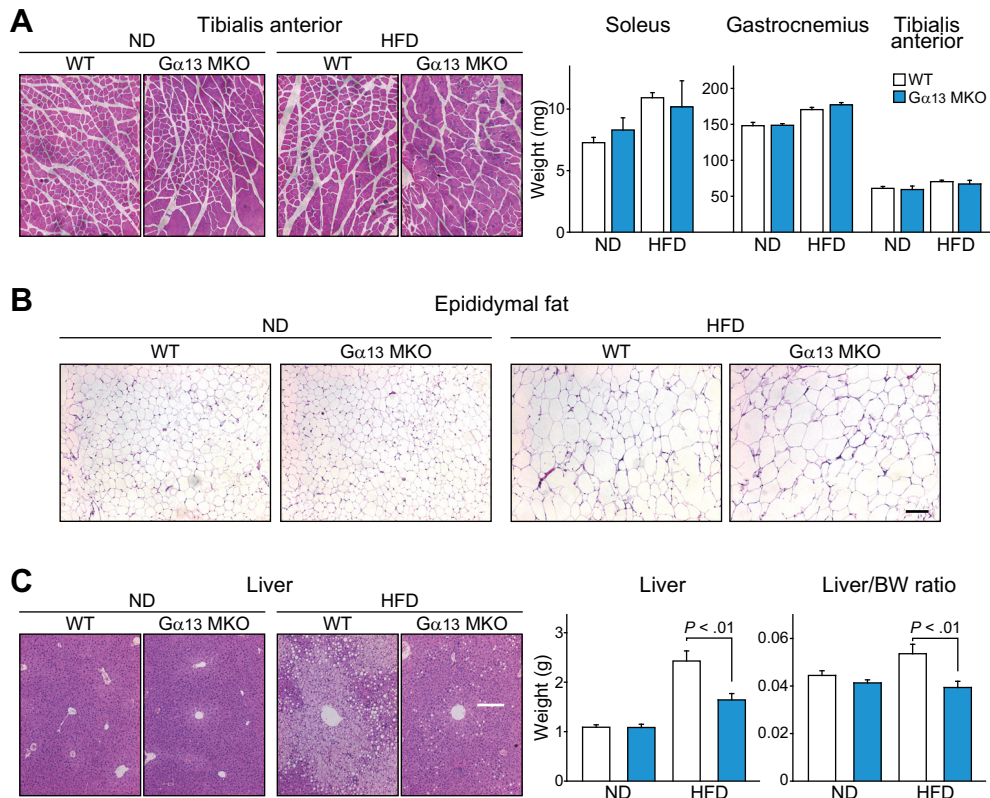 A
Tibialis anterior
ND
HFD
WT
Gα13 MKO
WT
Gα13 MKO
Soleus
Gastrocnemius
Tibialis
anterior
WT
Gα13 MKO
Weight (mg)
10
5
0
200
150
100
50
ND
HFD
ND
HFD
ND
HFD
B
Epididymal fat
ND
HFD
WT
Gα13 MKO
WT
Gα13 MKO
C
Liver
ND
HFD
WT
Gα13 MKO
WT
Gα13 MKO
Liver
Weight (g)
3
2
1
0
P < .01
ND
HFD
Liver/BW ratio
0.06
0.04
0.02
0
P < .01
ND
HFD